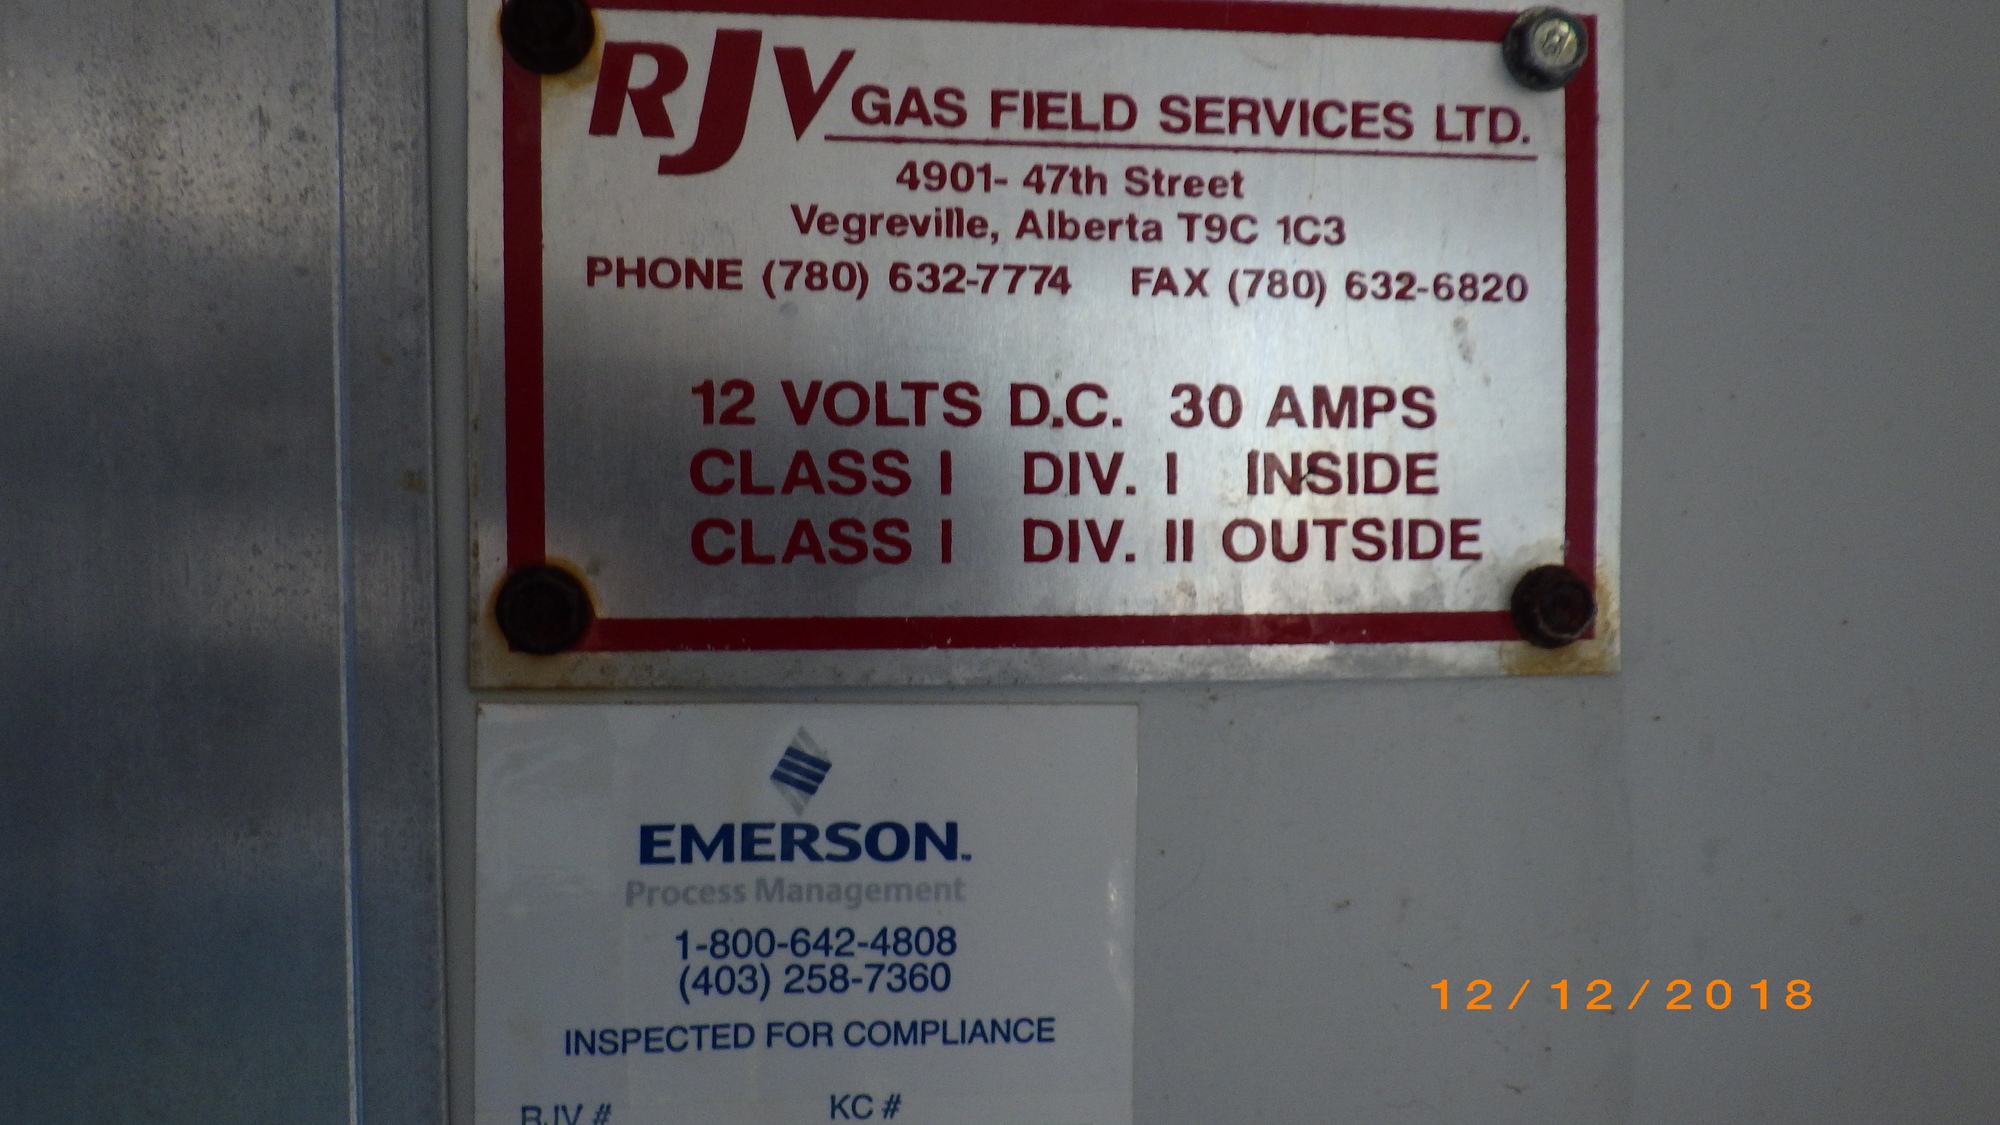 RJV GAS FIELD SERVICES LTD.
4901- 47th Street
Vegreville, Alberta T9C 1C3
PHONE (780) 632-7774 FAX (780) 632-6820
12 VOLTS D.C. 30 AMPS
CLASS I DIV. I INSIDE
CLASS I DIV. II OUTSIDE
EMERSON.
Process Management
1-800-642-4808
(403) 258-7360
INSPECTED FOR COMPLIANCE
RJV # KC #
12/12/2018